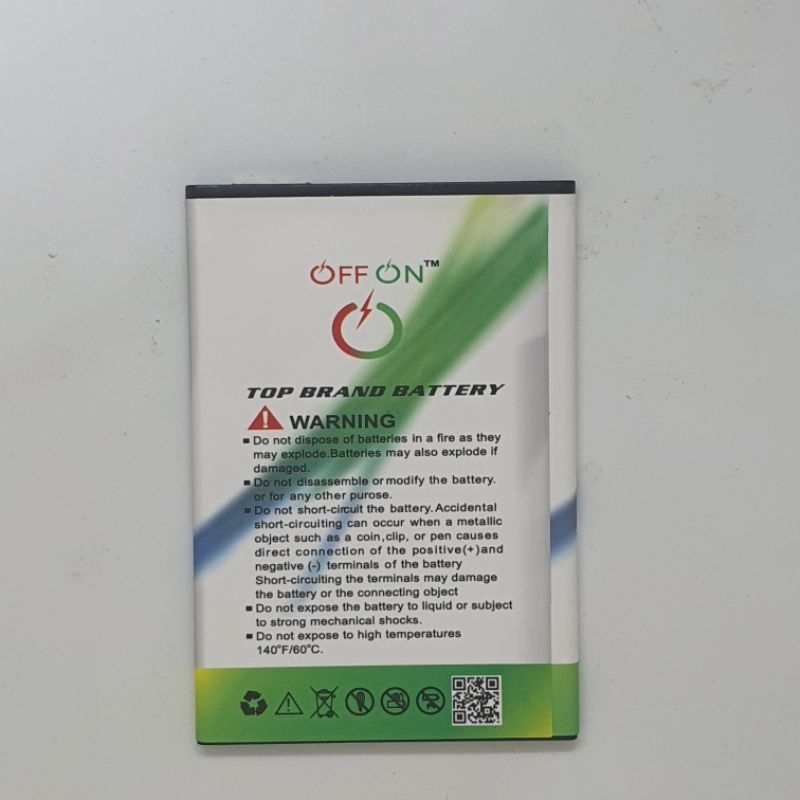 OFF ON™
TOP BRAND BATTERY
WARNING
▪ Do not dispose of batteries in a fire as they
may explode.Batteries may also explode if
damaged.
▪ Do not disassemble or modify the battery.
or for any other purose.
▪ Do not short-circuit the battery. Accidental
short-circuiting can occur when a metallic
object such as a coin,clip, or pen causes
direct connection of the positive(+)and
negative (-) terminals of the battery
Short-circuiting the terminals may damage
the battery or the connecting object
▪ Do not expose the battery to liquid or subject
to strong mechanical shocks.
▪ Do not expose to high temperatures
140°F/60°C.